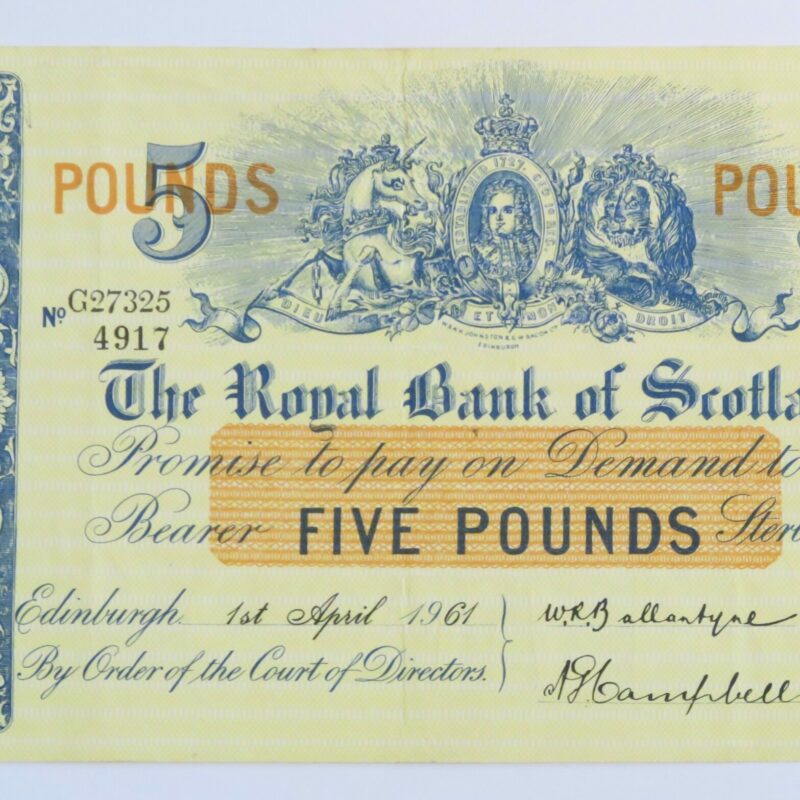 POUNDS 5 POU
ESTABLISHED 1727
Nº G27325
4917
DIEU ET MON DROIT
W. & A.K. JOHNSTON & G.W. BACON LTD
EDINBURGH
The Royal Bank of Scotla
Promise to pay on Demand to
Bearer FIVE POUNDS Ster
Edinburgh. 1st April 1961
W.R.Ballantyne
By Order of the Court of Directors.
A G Campbell